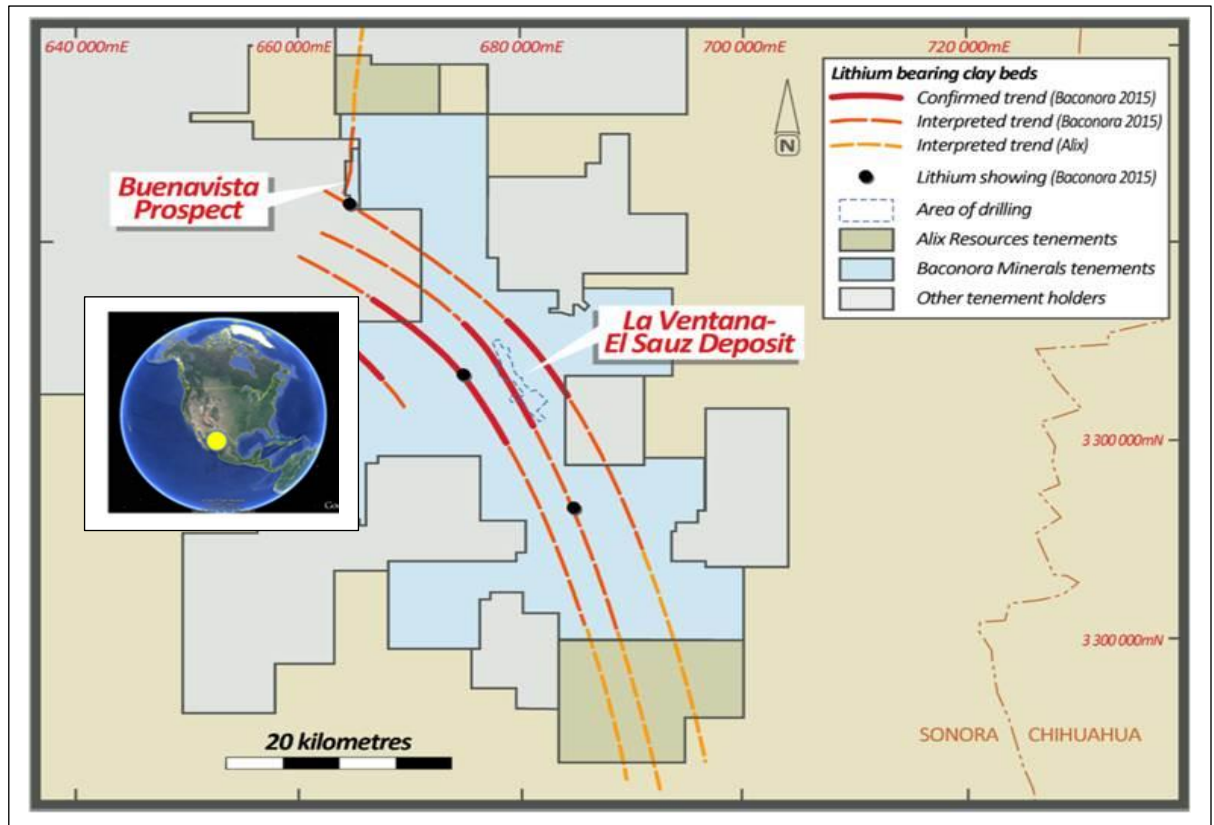 640 000mE
660 000mE
680 000mE
700 000mE
720 000mE
Lithium bearing clay beds
Confirmed trend (Baconora 2015)
Interpreted trend (Baconora 2015)
Interpreted trend (Alix)
Lithium showing (Baconora 2015)
Area of drilling
Alix Resources tenements
Baconora Minerals tenements
Other tenement holders
N
Buenavista
Prospect
La Ventana-
El Sauz Deposit
3 300 000mN
3 300 000mN
20 kilometres
SONORA
CHIHUAHUA